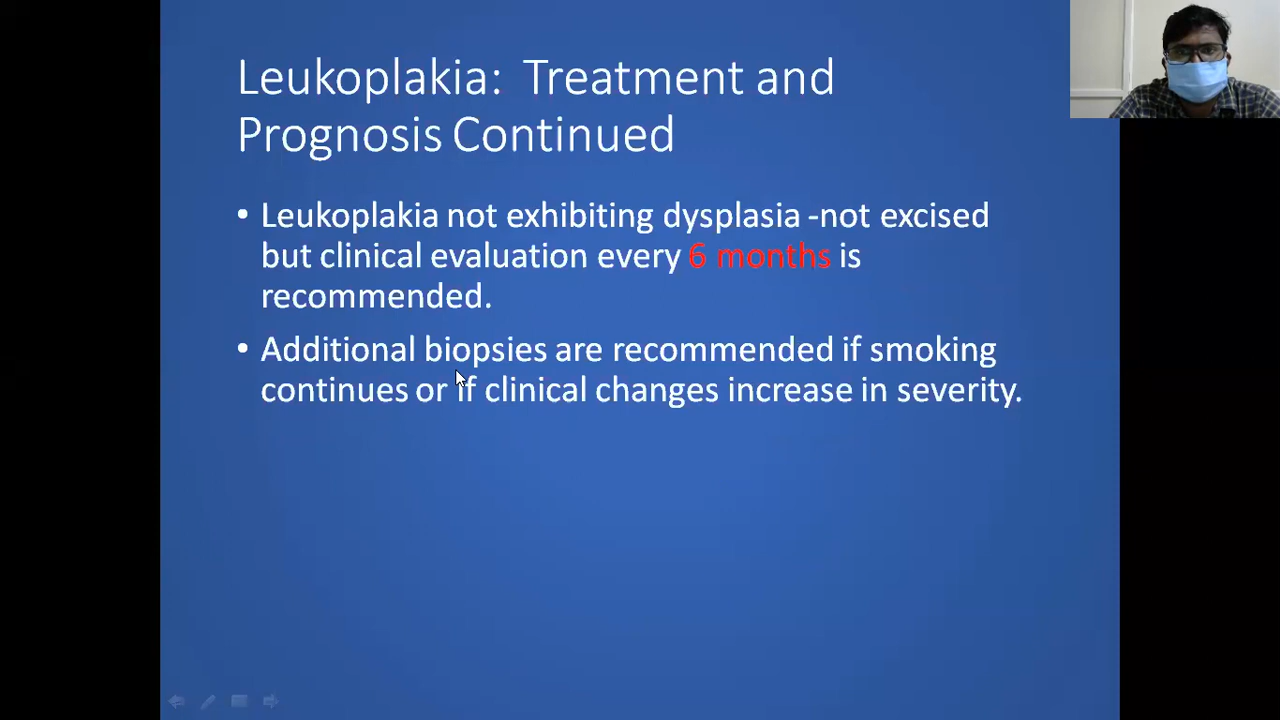 Leukoplakia: Treatment and
Prognosis Continued
• Leukoplakia not exhibiting dysplasia -not excised
but clinical evaluation every 6 months is
recommended.
• Additional biopsies are recommended if smoking
continues or if clinical changes increase in severity.